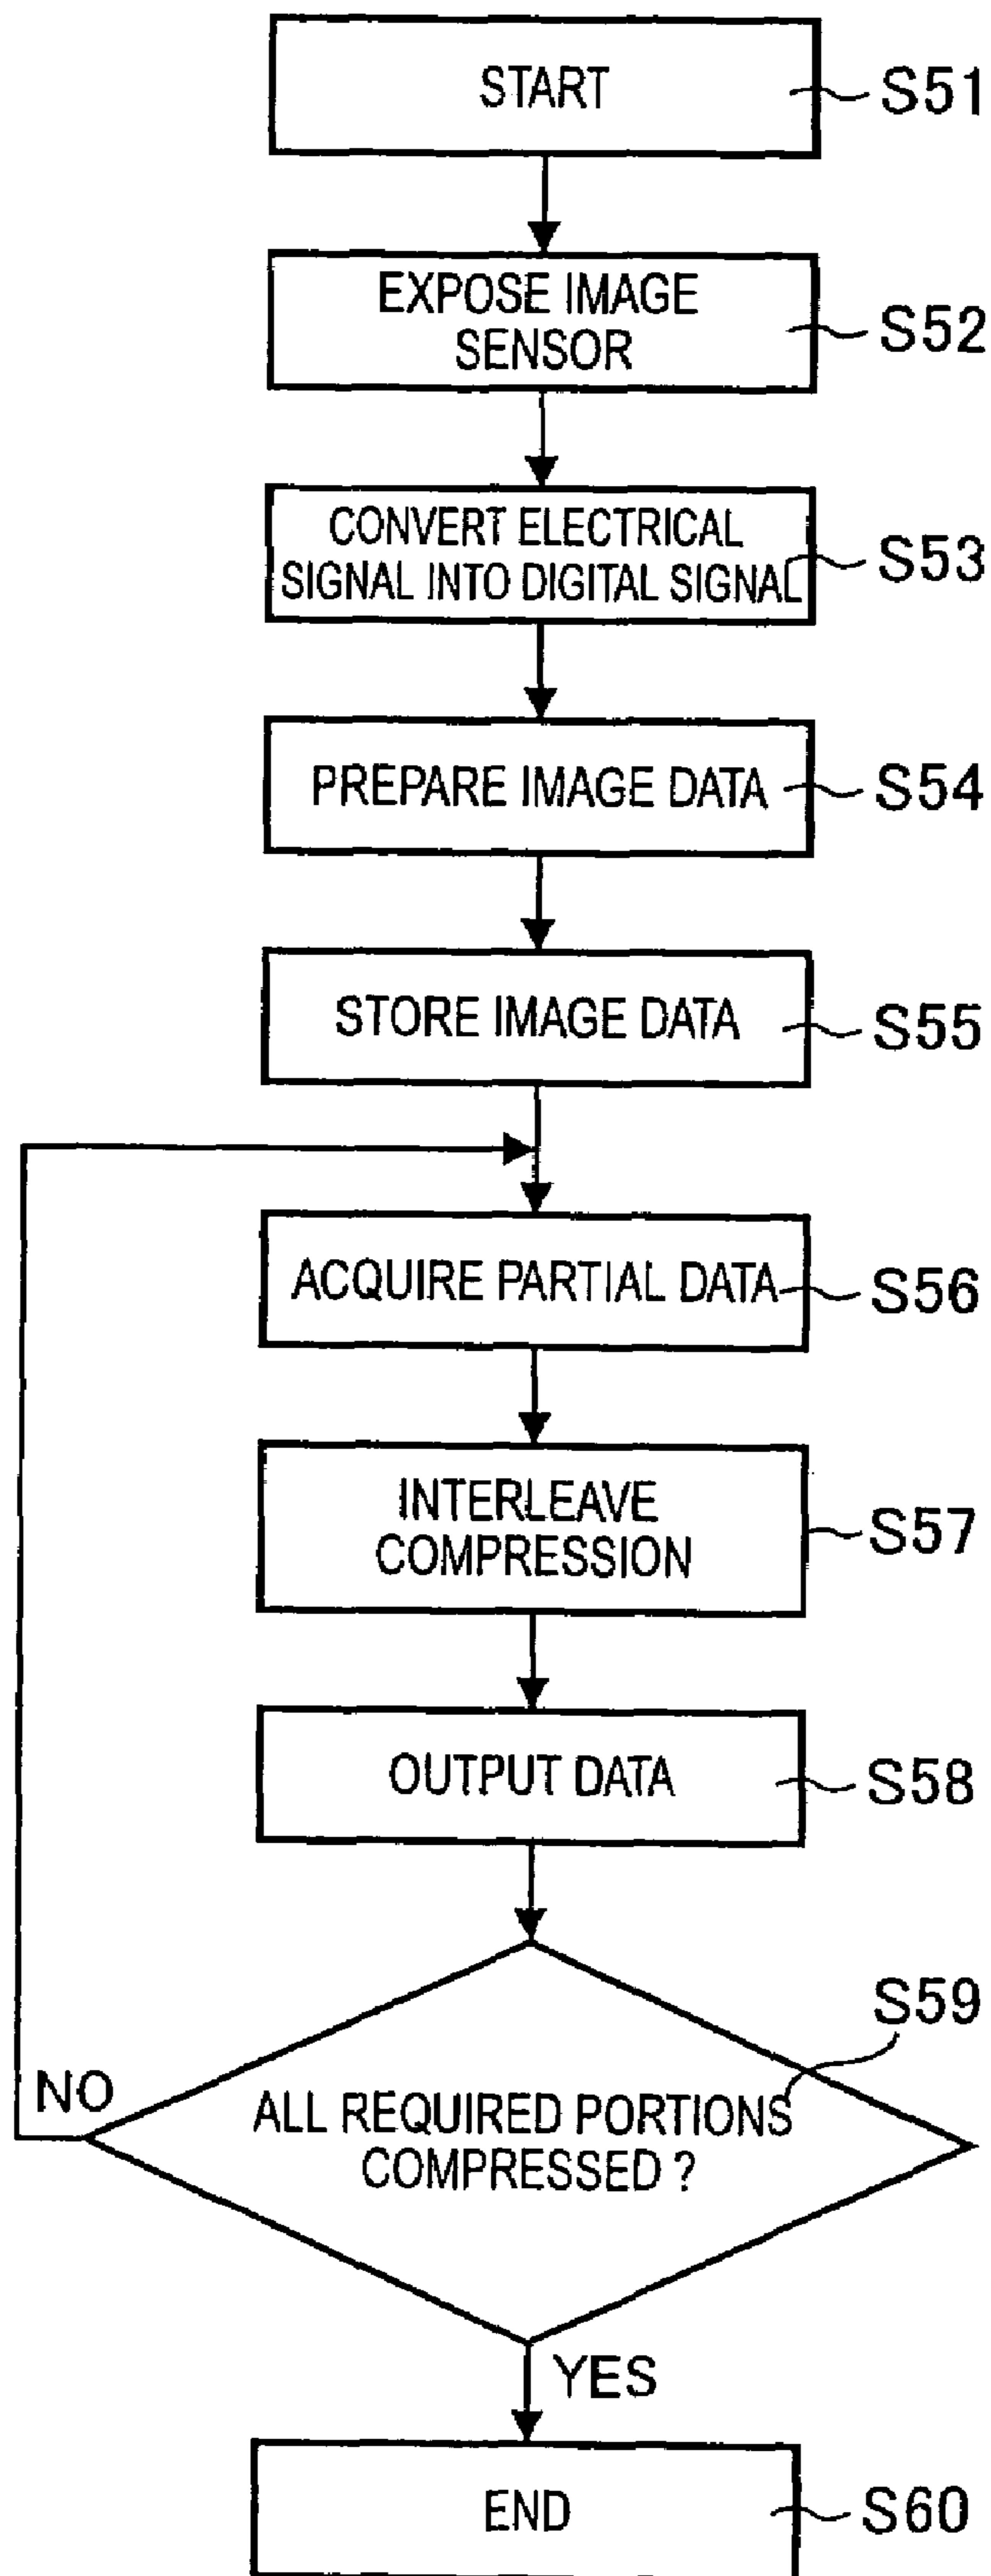 START
S51
EXPOSE IMAGE
SENSOR
S52
CONVERT ELECTRICAL
SIGNAL INTO DIGITAL SIGNAL
S53
PREPARE IMAGE DATA
S54
STORE IMAGE DATA
S55
ACQUIRE PARTIAL DATA
S56
INTERLEAVE
COMPRESSION
S57
OUTPUT DATA
S58
S59
NO
ALL REQUIRED PORTIONS
COMPRESSED ?
YES
END
S60